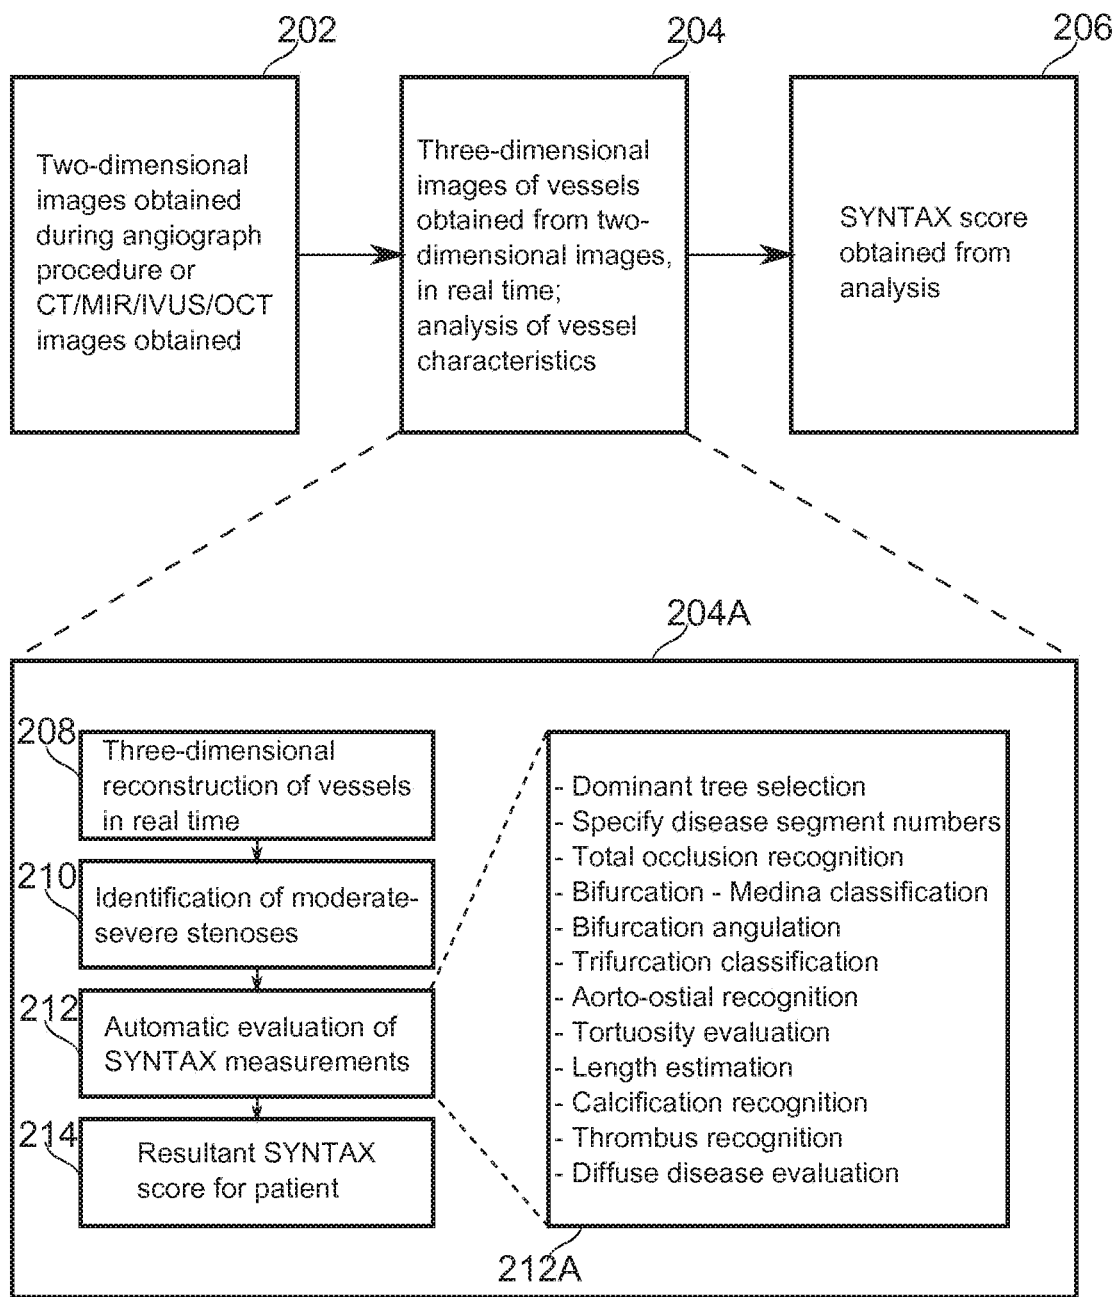 202
204
206
Two-dimensional
images obtained
during angiograph
procedure or
CT/MIR/IVUS/OCT
images obtained
Three-dimensional
images of vessels
obtained from two-
dimensional images,
in real time;
analysis of vessel
characteristics
SYNTAX score
obtained from
analysis
204A
208
Three-dimensional
reconstruction of vessels
in real time
210
Identification of moderate-
severe stenoses
212
Automatic evaluation of
SYNTAX measurements
214
Resultant SYNTAX
score for patient
- Dominant tree selection
- Specify disease segment numbers
- Total occlusion recognition
- Bifurcation - Medina classification
- Bifurcation angulation
- Trifurcation classification
- Aorto-ostial recognition
- Tortuosity evaluation
- Length estimation
- Calcification recognition
- Thrombus recognition
- Diffuse disease evaluation
212A